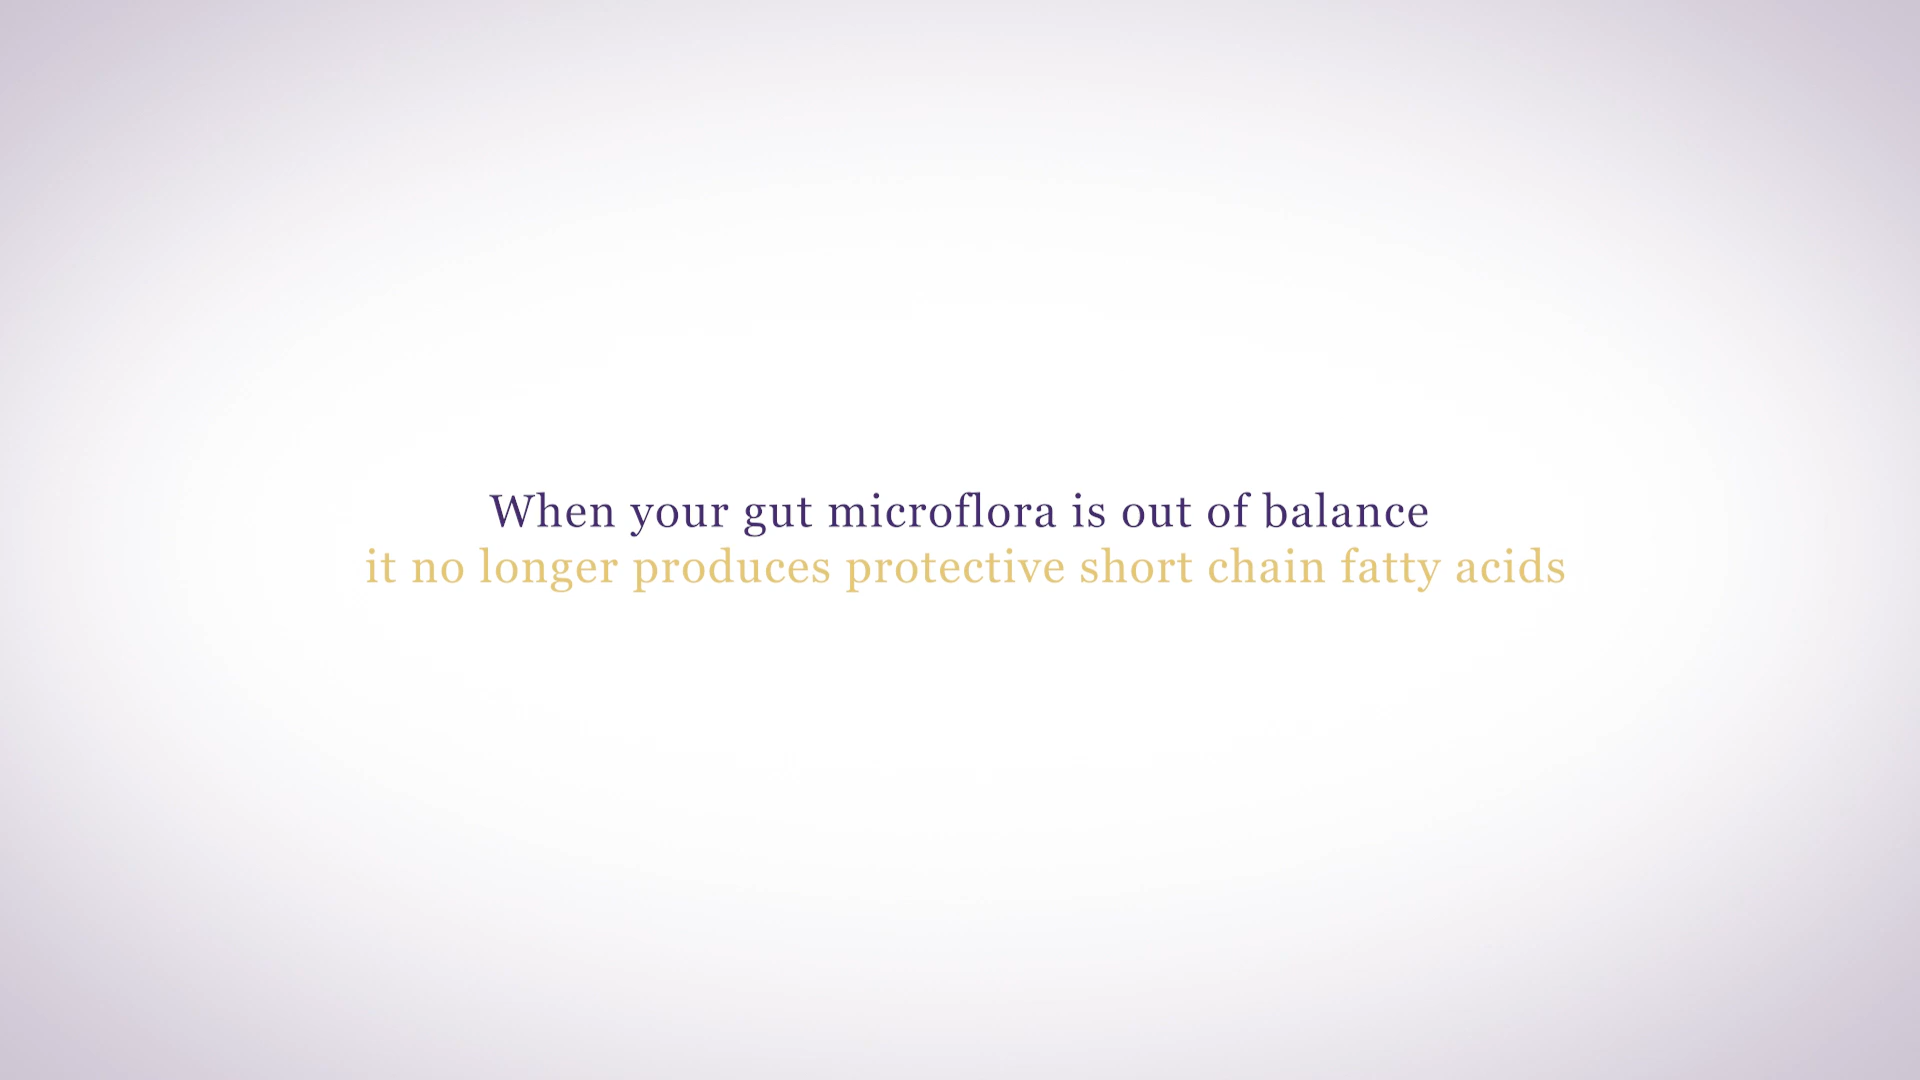 When your gut microflora is out of balance
it no longer produces protective short chain fatty acids